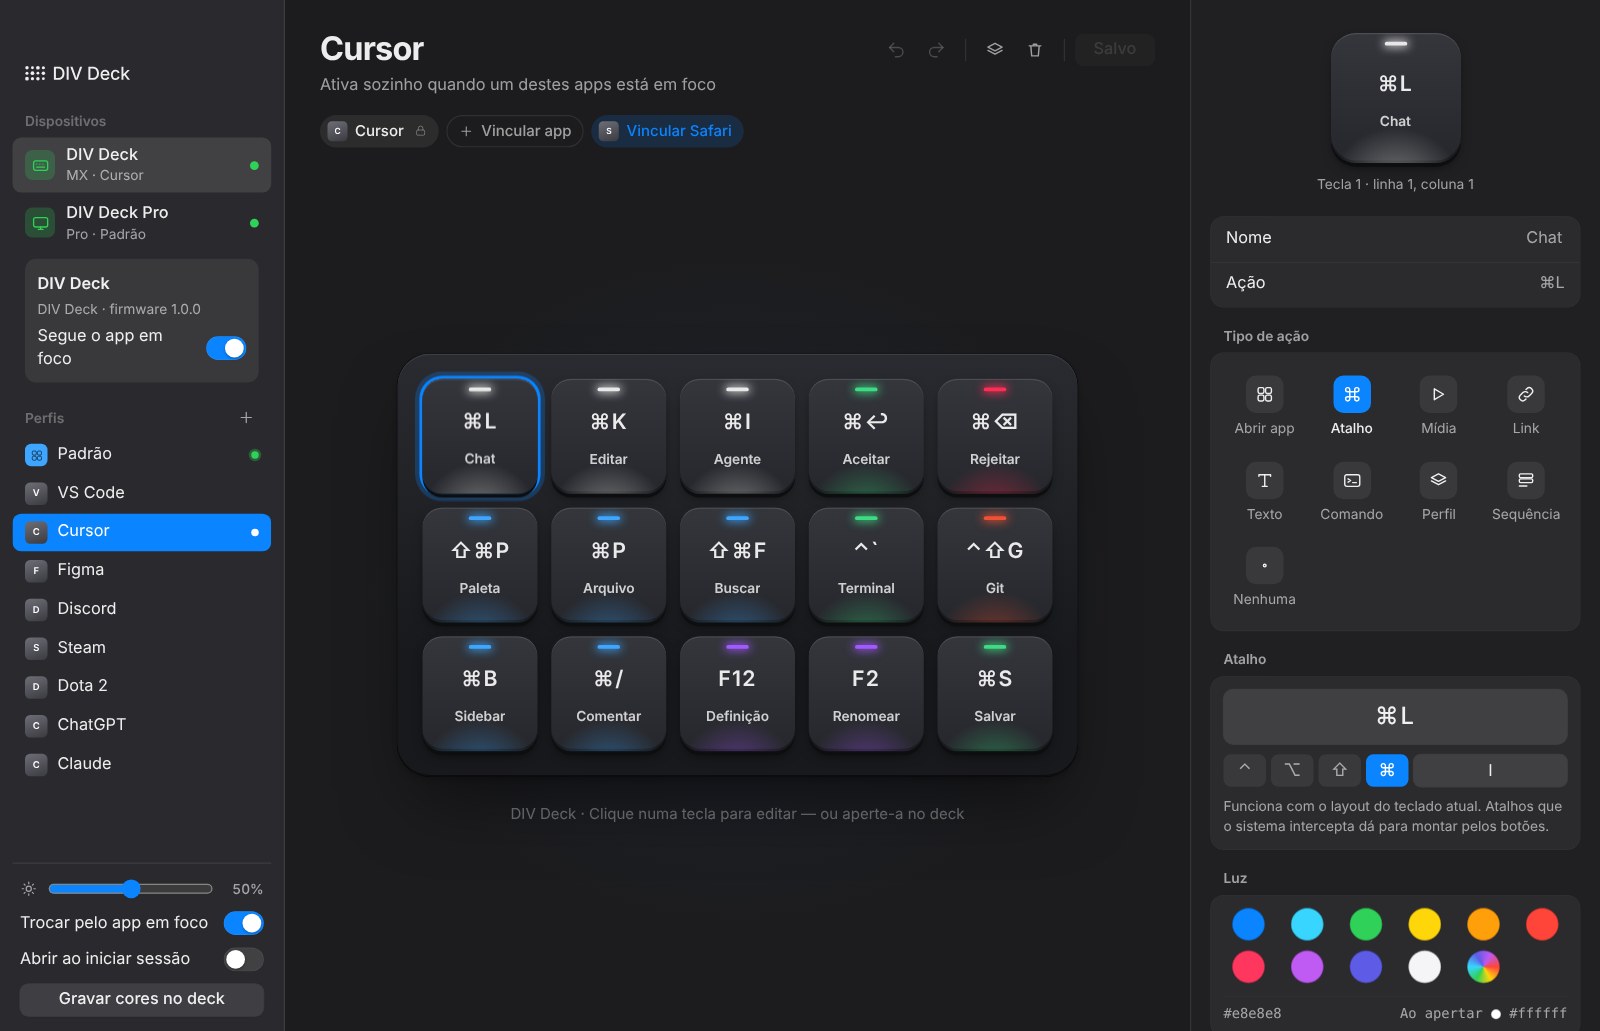 DIV Deck
Dispositivos
DIV Deck
MX · Cursor
DIV Deck Pro
Pro · Padrão
DIV Deck
DIV Deck · firmware 1.0.0
Segue o app em
foco
Perfis
Padrão
V VS Code
C Cursor
F Figma
D Discord
S Steam
D Dota 2
C ChatGPT
C Claude
50%
Trocar pelo app em foco
Abrir ao iniciar sessão
Gravar cores no deck
Cursor
Salvo
Ativa sozinho quando um destes apps está em foco
C Cursor + Vincular app S Vincular Safari
⌘L ⌘K ⌘I ⌘↩ ⌘⌫
Chat Editar Agente Aceitar Rejeitar
⇧⌘P ⌘P ⇧⌘F ^` ^⇧G
Paleta Arquivo Buscar Terminal Git
⌘B ⌘/ F12 F2 ⌘S
Sidebar Comentar Definição Renomear Salvar
DIV Deck · Clique numa tecla para editar — ou aperte-a no deck
⌘L
Chat
Tecla 1 · linha 1, coluna 1
Nome Chat
Ação ⌘L
Tipo de ação
Abrir app Atalho Mídia Link
Texto Comando Perfil Sequência
Nenhuma
Atalho
⌘L
^ ⌥ ⇧ ⌘ l
Funciona com o layout do teclado atual. Atalhos que
o sistema intercepta dá para montar pelos botões.
Luz
#e8e8e8 Ao apertar #ffffff